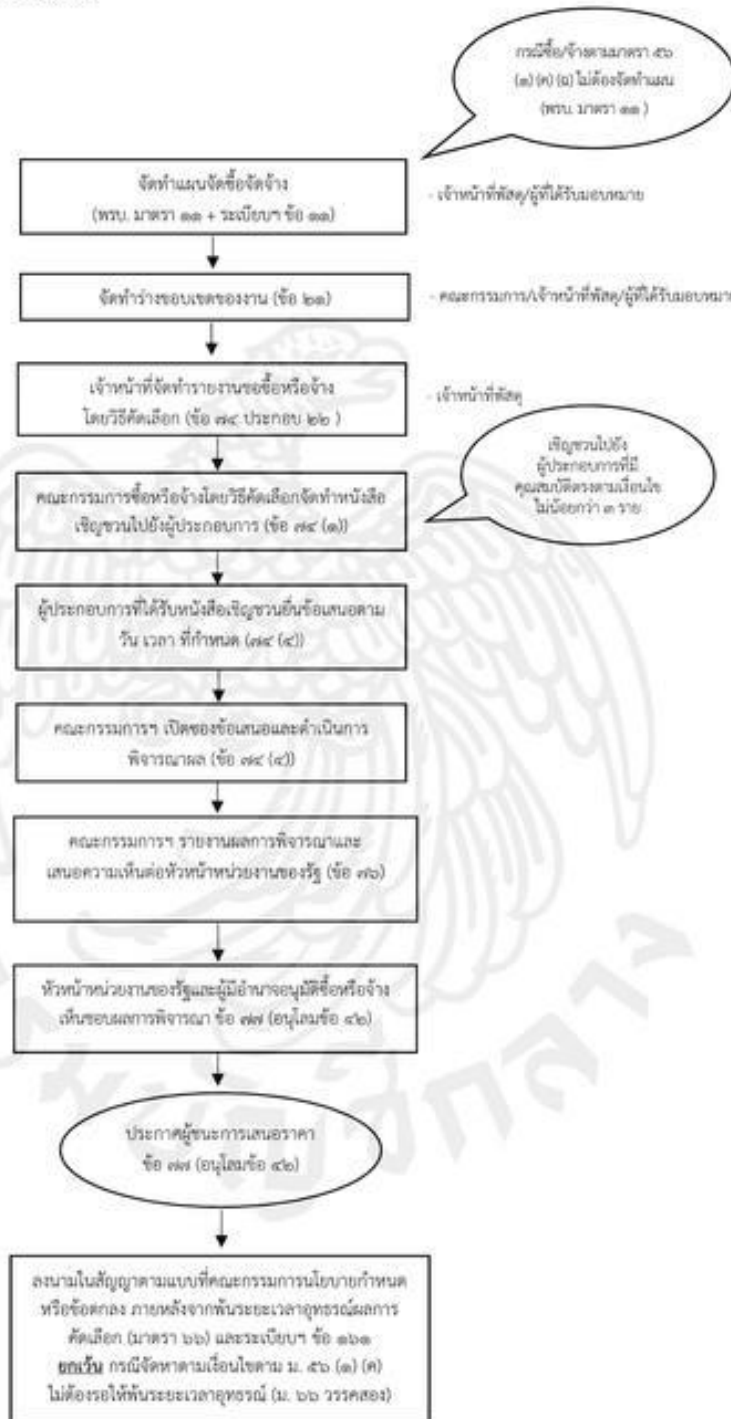 กรณีซื้อ/จ้างตามมาตรา ๕๖
(๑) (ค) (ฉ) ไม่ต้องจัดทำแผน
(พรบ. มาตรา ๑๑ )
จัดทำแผนจัดซื้อจัดจ้าง
(พรบ. มาตรา ๑๑ + ระเบียบฯ ข้อ ๑๑)
- เจ้าหน้าที่พัสดุ/ผู้ที่ได้รับมอบหมาย
จัดทำร่างขอบเขตของงาน (ข้อ ๒๑)
- คณะกรรมการ/เจ้าหน้าที่พัสดุ/ผู้ที่ได้รับมอบหมาย
เจ้าหน้าที่จัดทำรายงานขอซื้อหรือจ้าง
โดยวิธีคัดเลือก (ข้อ ๗๔ ประกอบ ๒๒ )
- เจ้าหน้าที่พัสดุ
เชิญชวนไปยัง
ผู้ประกอบการที่มี
คุณสมบัติตรงตามเงื่อนไข
ไม่น้อยกว่า ๓ ราย
คณะกรรมการซื้อหรือจ้างโดยวิธีคัดเลือกจัดทำหนังสือ
เชิญชวนไปยังผู้ประกอบการ (ข้อ ๗๔ (๑))
ผู้ประกอบการที่ได้รับหนังสือเชิญชวนยื่นข้อเสนอตาม
วัน เวลา ที่กำหนด (๗๔ (๔))
คณะกรรมการฯ เปิดซองข้อเสนอและดำเนินการ
พิจารณาผล (ข้อ ๗๔ (๔))
คณะกรรมการฯ รายงานผลการพิจารณาและ
เสนอความเห็นต่อหัวหน้าหน่วยงานของรัฐ (ข้อ ๗๖)
หัวหน้าหน่วยงานของรัฐและผู้มีอำนาจอนุมัติซื้อหรือจ้าง
เห็นชอบผลการพิจารณา ข้อ ๗๗ (อนุโลมข้อ ๔๒)
ประกาศผู้ชนะการเสนอราคา
ข้อ ๗๗ (อนุโลมข้อ ๔๒)
ลงนามในสัญญาตามแบบที่คณะกรรมการนโยบายกำหนด
หรือข้อตกลง ภายหลังจากพ้นระยะเวลาอุทธรณ์ผลการ
คัดเลือก (มาตรา ๖๖) และระเบียบฯ ข้อ ๑๖๑
ยกเว้น กรณีจัดหาตามเงื่อนไขตาม ม. ๕๖ (๑) (ค)
ไม่ต้องรอให้พ้นระยะเวลาอุทธรณ์ (ม. ๖๖ วรรคสอง)
กรมบัญชีกลาง